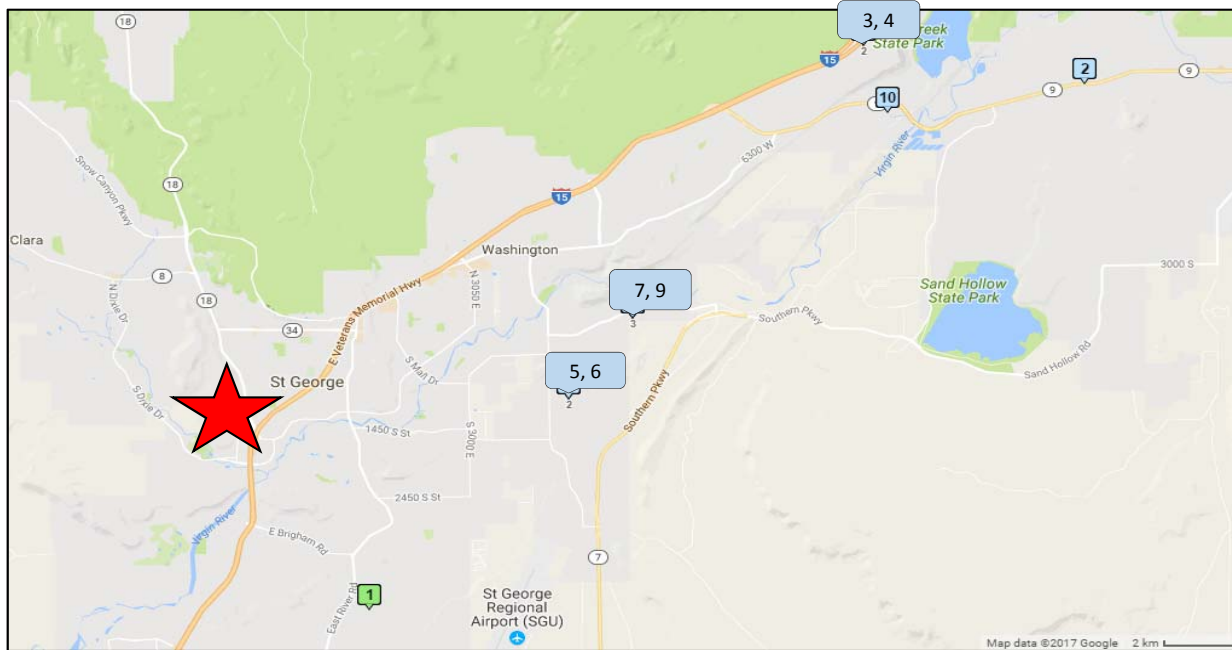 18
3, 4
2
reek
State Park
15
2
9
9
10
Snow Canyon Pkwy
18
6300 W
Virgin River
15
Clara
Washington
8
N Dixie Dr
18
N 3050 E
E Veterans Memorial Hwy
3000 S
Sand Hollow
State Park
7, 9
3
Southern Pkwy
34
S Mall Dr
Sand Hollow Rd
5, 6
2
St George
S Dixie Dr
1450 S St
S 3000 E
Southern Pkwy
2450 S St
Virgin River
E Brigham Rd
7
1
East River Rd
St George
Regional
Airport (SGU)
Map data ©2017 Google
2 km